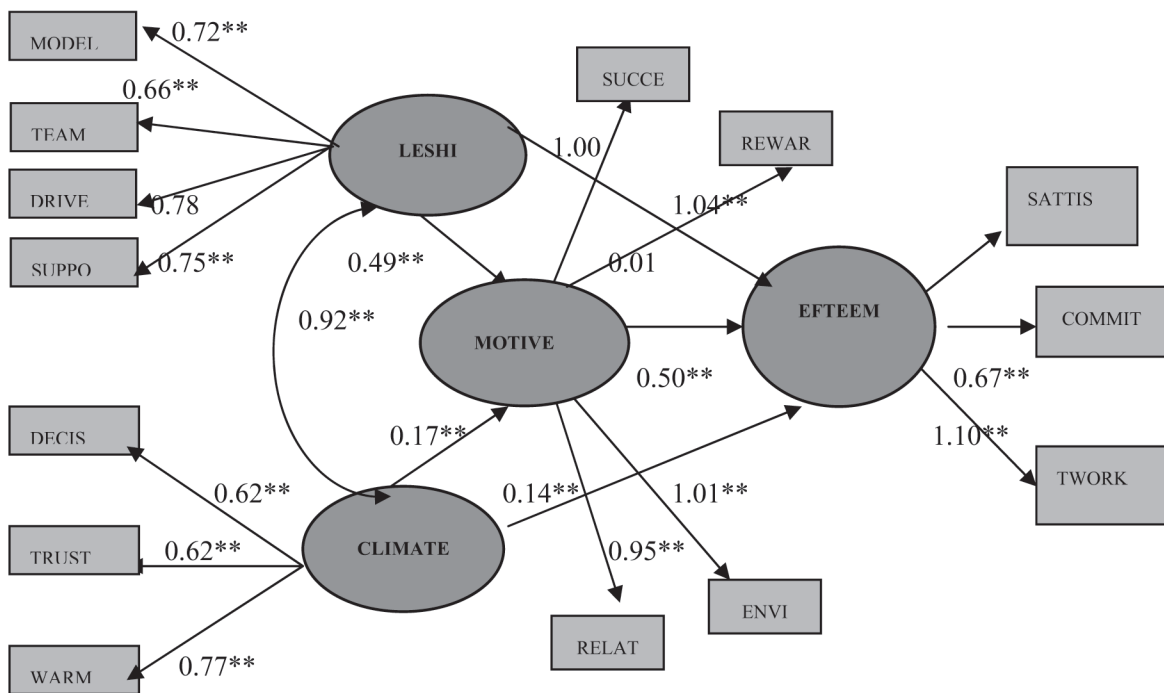 MODEL
0.72**
SUCCE
0.66**
TEAM
LESHI
1.00
REWAR
DRIVE
0.78
1.04**
SATTIS
SUPPO
0.75**
0.49**
0.01
0.92**
MOTIVE
EFTEEM
COMMIT
0.50**
0.67**
DECIS
0.17**
1.10**
0.62**
0.14**
1.01**
TWORK
TRUST
0.62**
CLIMATE
0.95**
ENVI
RELAT
WARM
0.77**